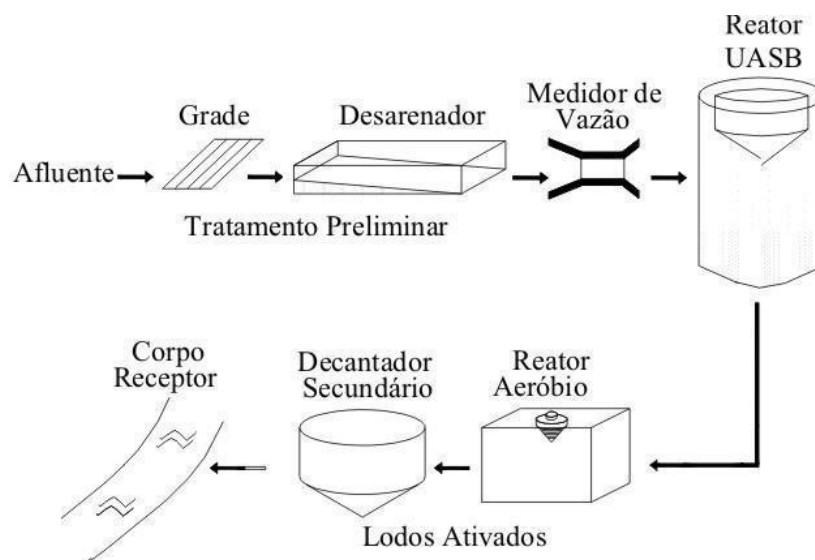 Reator
UASB
Medidor de
Vazão
Desarenador
Grade
Afluente
Tratamento Preliminar
Corpo
Receptor
Decantador
Secundário
Reator
Aeróbio
Lodos Ativados